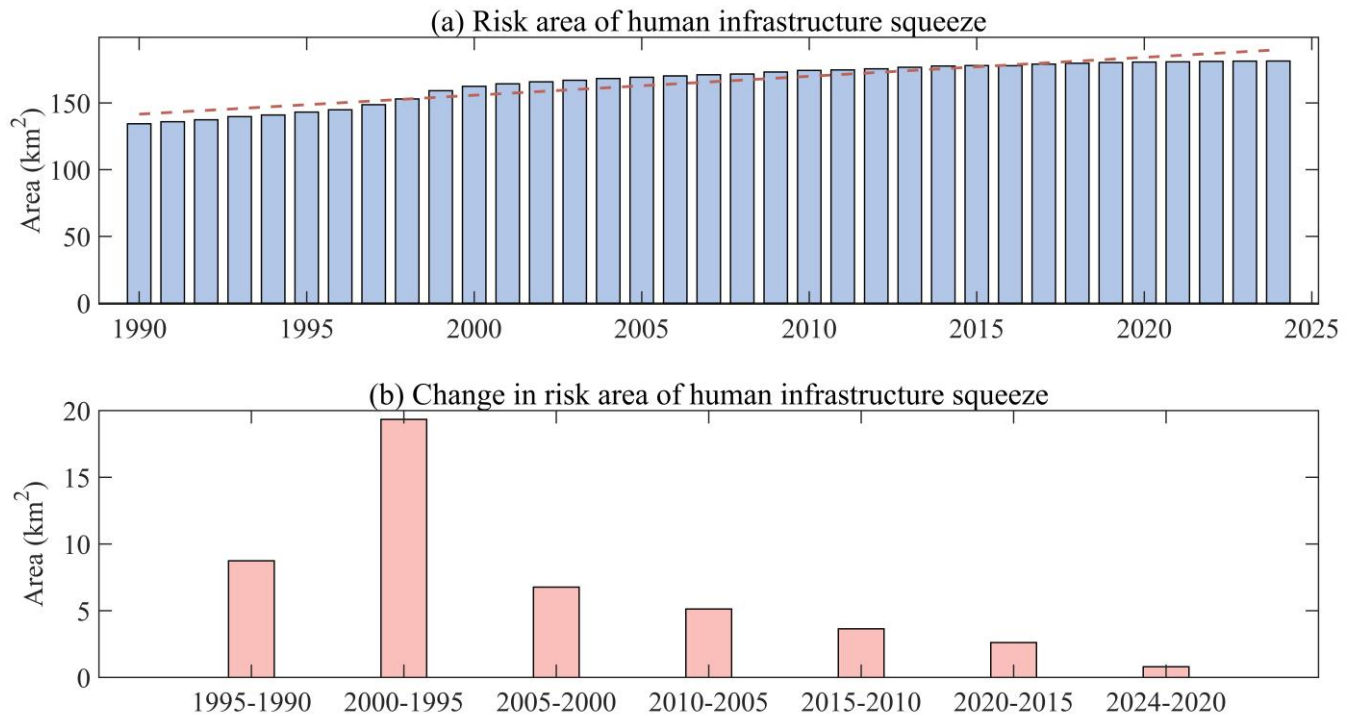 (a) Risk area of human infrastructure squeeze
Area (km²)
150
100
50
0
1990 1995 2000 2005 2010 2015 2020 2025
(b) Change in risk area of human infrastructure squeeze
Area (km²)
20
15
10
5
0
1995-1990 2000-1995 2005-2000 2010-2005 2015-2010 2020-2015 2024-2020